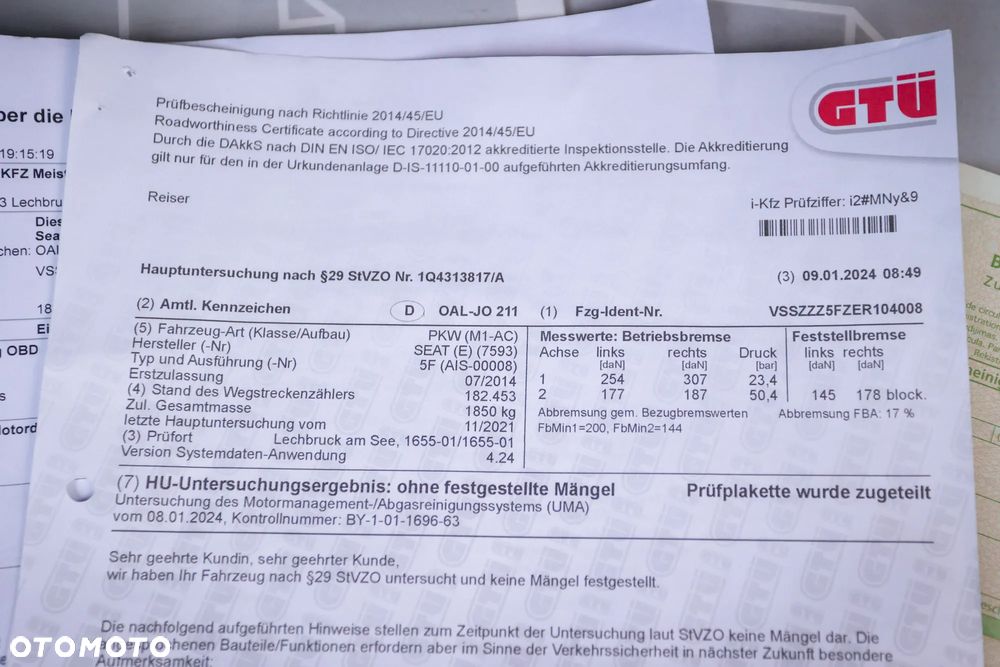 GTÜ
Prüfbescheinigung nach Richtlinie 2014/45/EU
Roadworthiness Certificate according to Directive 2014/45/EU
Durch die DAkkS nach DIN EN ISO/ IEC 17020:2012 akkreditierte Inspektionsstelle. Die Akkreditierung
gilt nur für den in der Urkundenanlage D-IS-11110-01-00 aufgeführten Akkreditierungsumfang.
Reiser
i-Kfz Prüfziffer: i2#MNy&9
Hauptuntersuchung nach §29 StVZO Nr. 1Q4313817/A (3) 09.01.2024 08:49
(2) Amtl. Kennzeichen D OAL-JO 211 (1) Fzg-Ident-Nr. VSSZZZ5FZER104008
(5) Fahrzeug-Art (Klasse/Aufbau) PKW (M1-AC)
Hersteller (-Nr) SEAT (E) (7593)
Typ und Ausführung (-Nr) 5F (AIS-00008)
Erstzulassung 07/2014
(4) Stand des Wegstreckenzählers 182.453
Zul. Gesamtmasse 1850 kg
letzte Hauptuntersuchung vom 11/2021
(3) Prüfort Lechbruck am See, 1655-01/1655-01
Version Systemdaten-Anwendung 4.24
Messwerte: Betriebsbremse Feststellbremse
Achse links rechts Druck links rechts
[daN] [daN] [bar] [daN] [daN]
1 254 307 23,4
2 177 187 50,4 145 178 block.
Abbremsung gem. Bezugbremswerten Abbremsung FBA: 17 %
FbMin1=200, FbMin2=144
(7) HU-Untersuchungsergebnis: ohne festgestellte Mängel Prüfplakette wurde zugeteilt
Untersuchung des Motormanagement-/Abgasreinigungssystems (UMA)
vom 08.01.2024, Kontrollnummer: BY-1-01-1696-63
Sehr geehrte Kundin, sehr geehrter Kunde,
wir haben Ihr Fahrzeug nach §29 StVZO untersucht und keine Mängel festgestellt.
Die nachfolgend aufgeführten Hinweise stellen zum Zeitpunkt der Untersuchung laut StVZO keine Mängel dar. Die
angesprochenen Bauteile/Funktionen erfordern aber im Sinne der Verkehrssicherheit in nächster Zukunft besondere
Aufmerksamkeit:
die
19:15:19
KFZ
3
OAL
18
OBD
OTOMOTO